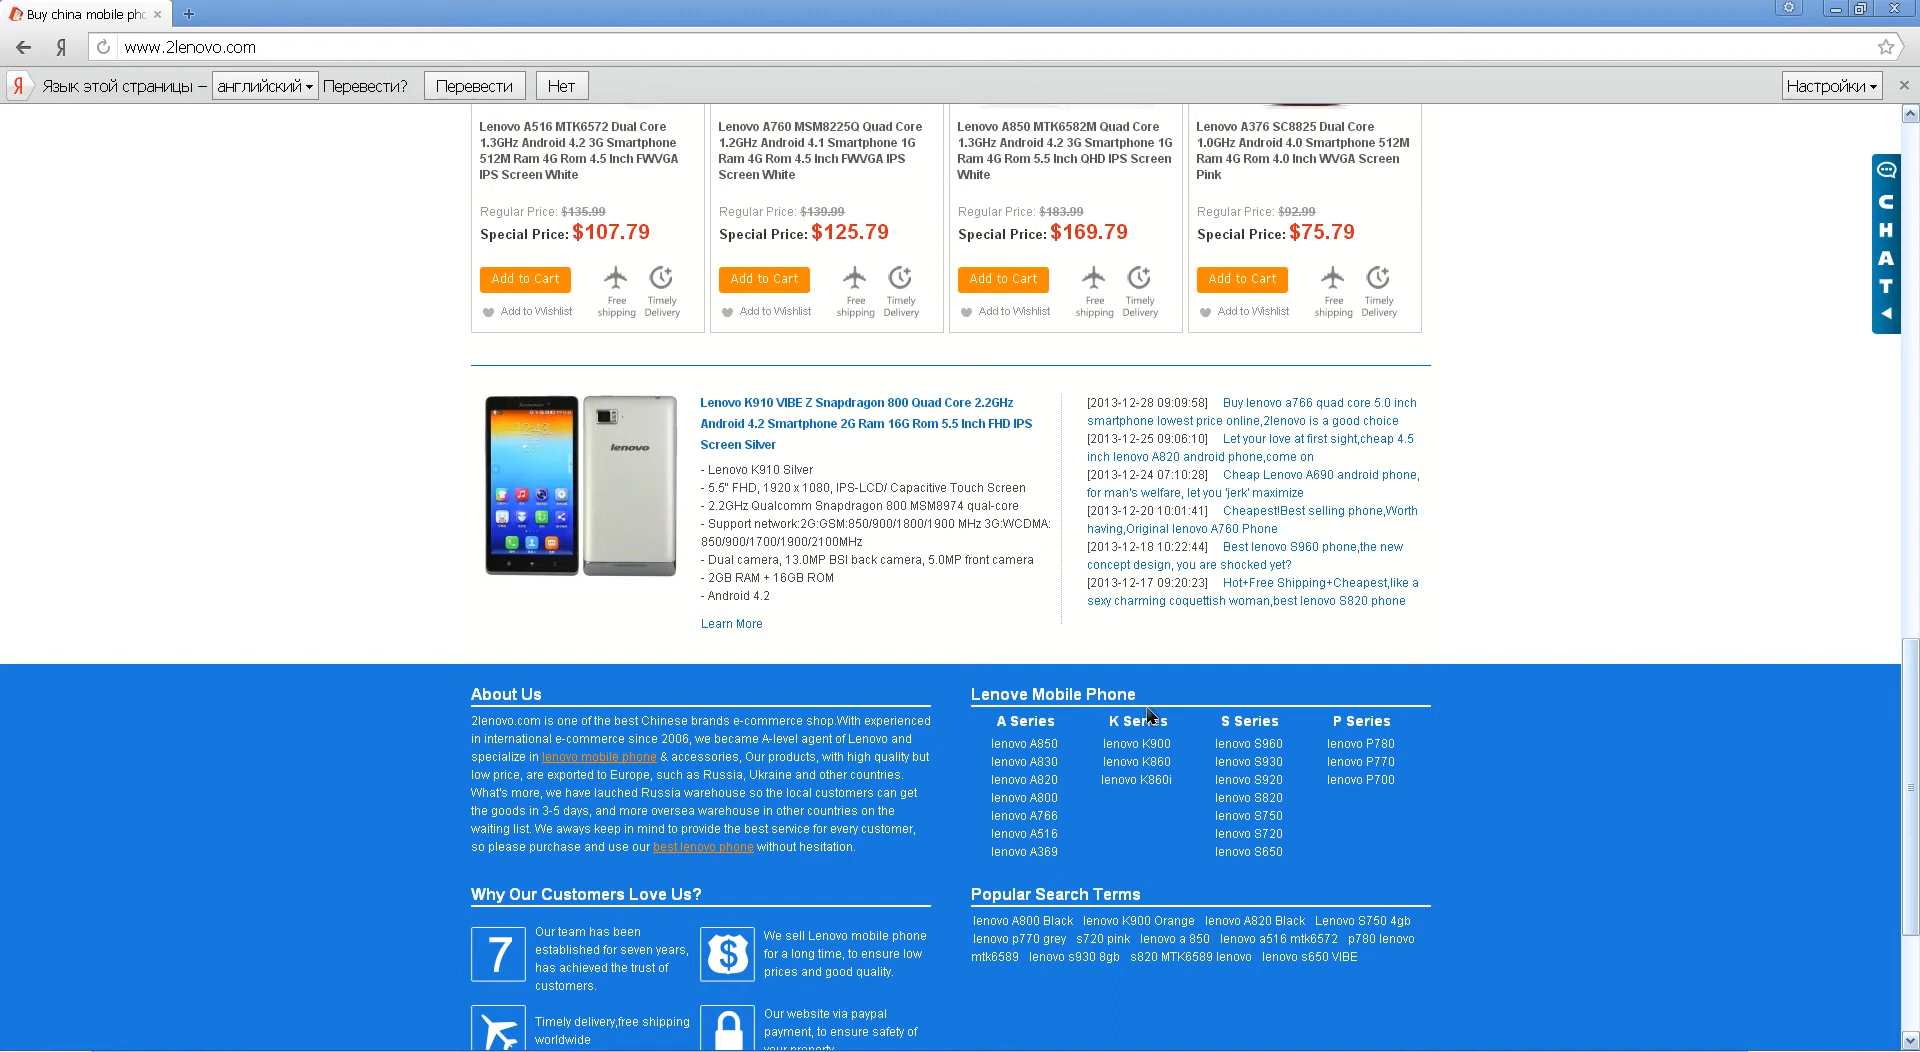 Buy china mobile pho
www.2lenovo.com
Я Язык этой страницы – английский Перевести? Перевести Нет Настройки
Lenovo A516 MTK6572 Dual Core
1.3GHz Android 4.2 3G Smartphone
512M Ram 4G Rom 4.5 Inch FWVGA
IPS Screen White
Regular Price: $135.99
Special Price: $107.79
Add to Cart
Add to Wishlist
Free
shipping
Timely
Delivery
Lenovo A760 MSM8225Q Quad Core
1.2GHz Android 4.1 Smartphone 1G
Ram 4G Rom 4.5 Inch FWVGA IPS
Screen White
Regular Price: $139.99
Special Price: $125.79
Add to Cart
Add to Wishlist
Free
shipping
Timely
Delivery
Lenovo A850 MTK6582M Quad Core
1.3GHz Android 4.2 3G Smartphone 1G
Ram 4G Rom 5.5 Inch QHD IPS Screen
White
Regular Price: $183.99
Special Price: $169.79
Add to Cart
Add to Wishlist
Free
shipping
Timely
Delivery
Lenovo A376 SC8825 Dual Core
1.0GHz Android 4.0 Smartphone 512M
Ram 4G Rom 4.0 Inch WVGA Screen
Pink
Regular Price: $92.99
Special Price: $75.79
Add to Cart
Add to Wishlist
Free
shipping
Timely
Delivery
CHAT
lenovo
Lenovo K910 VIBE Z Snapdragon 800 Quad Core 2.2GHz
Android 4.2 Smartphone 2G Ram 16G Rom 5.5 Inch FHD IPS
Screen Silver
- Lenovo K910 Silver
- 5.5" FHD, 1920 x 1080, IPS-LCD/ Capacitive Touch Screen
- 2.2GHz Qualcomm Snapdragon 800 MSM8974 qual-core
- Support network:2G:GSM:850/900/1800/1900 MHz 3G:WCDMA:
850/900/1700/1900/2100MHz
- Dual camera, 13.0MP BSI back camera, 5.0MP front camera
- 2GB RAM + 16GB ROM
- Android 4.2
Learn More
[2013-12-28 09:09:58] Buy lenovo a766 quad core 5.0 inch
smartphone lowest price online,2lenovo is a good choice
[2013-12-25 09:06:10] Let your love at first sight,cheap 4.5
inch lenovo A820 android phone,come on
[2013-12-24 07:10:28] Cheap Lenovo A690 android phone,
for man's welfare, let you 'jerk' maximize
[2013-12-20 10:01:41] Cheapest!Best selling phone,Worth
having,Original lenovo A760 Phone
[2013-12-18 10:22:44] Best lenovo S960 phone,the new
concept design, you are shocked yet?
[2013-12-17 09:20:23] Hot+Free Shipping+Cheapest,like a
sexy charming coquettish woman,best lenovo S820 phone
About Us
2lenovo.com is one of the best Chinese brands e-commerce shop.With experienced
in international e-commerce since 2006, we became A-level agent of Lenovo and
specialize in lenovo mobile phone & accessories, Our products, with high quality but
low price, are exported to Europe, such as Russia, Ukraine and other countries.
What's more, we have lauched Russia warehouse so the local customers can get
the goods in 3-5 days, and more oversea warehouse in other countries on the
waiting list. We aways keep in mind to provide the best service for every customer,
so please purchase and use our best lenovo phone without hesitation.
Lenove Mobile Phone
A Series
lenovo A850
lenovo A830
lenovo A820
lenovo A800
lenovo A766
lenovo A516
lenovo A369
K Series
lenovo K900
lenovo K860
lenovo K860i
S Series
lenovo S960
lenovo S930
lenovo S920
lenovo S820
lenovo S750
lenovo S720
lenovo S650
P Series
lenovo P780
lenovo P770
lenovo P700
Why Our Customers Love Us?
7
Our team has been
established for seven years,
has achieved the trust of
customers.
$
We sell Lenovo mobile phone
for a long time, to ensure low
prices and good quality.
Timely delivery,free shipping
worldwide
Our website via paypal
payment, to ensure safety of
your property
Popular Search Terms
lenovo A800 Black lenovo K900 Orange lenovo A820 Black Lenovo S750 4gb
lenovo p770 grey s720 pink lenovo a 850 lenovo a516 mtk6572 p780 lenovo
mtk6589 lenovo s930 8gb s820 MTK6589 lenovo lenovo s650 VIBE